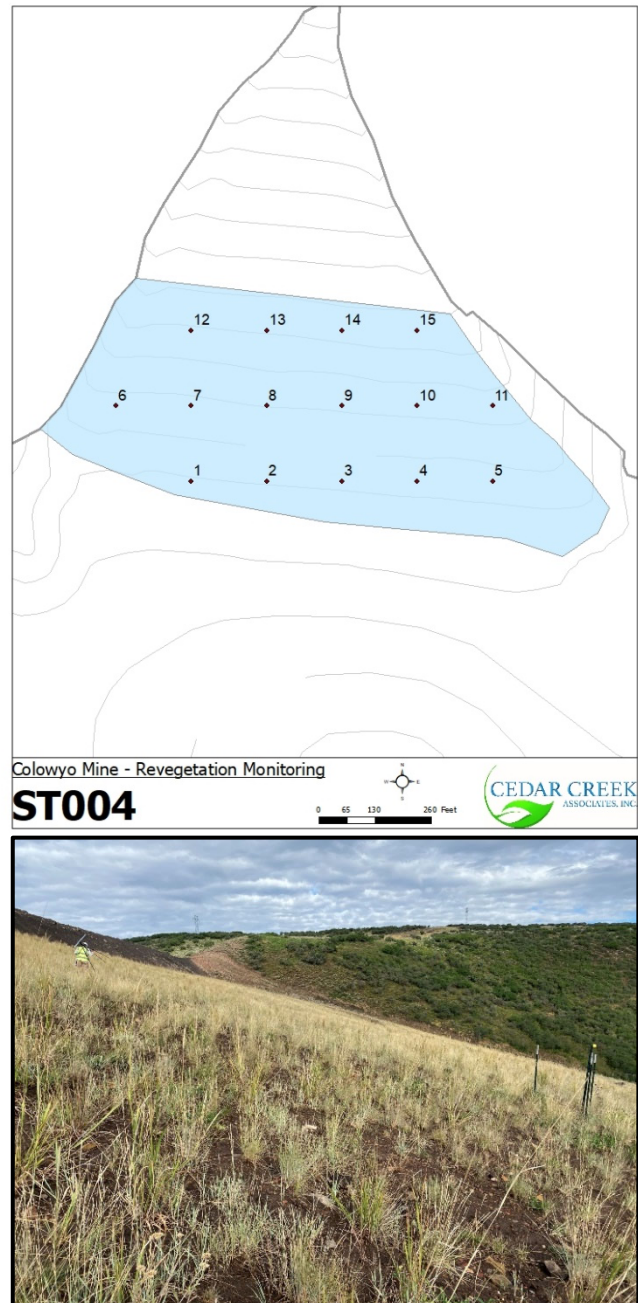 12 13 14 15
6 7 8 9 10 11
1 2 3 4 5
Colowyo Mine - Revegetation Monitoring
ST004
N
W E
S
0 65 130 260 Feet
CEDAR CREEK
ASSOCIATES, INC.